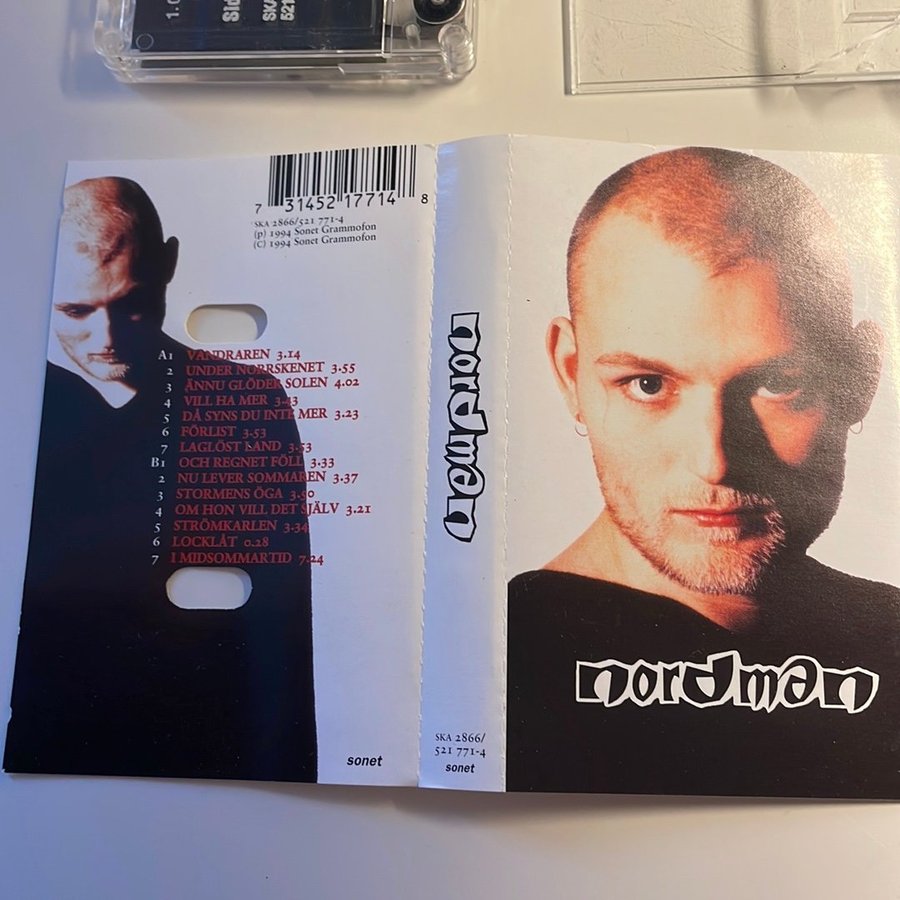 1.
Sid
SKA
521
7 31452 17714 8
SKA 2866/521 771-4
(p) 1994 Sonet Grammofon
(C) 1994 Sonet Grammofon
A1 VANDRAREN 3.14
2 UNDER NORRSKENET 3.55
3 ÄNNU GLÖDER SOLEN 4.02
4 VILL HA MER 3.43
5 DÅ SYNS DU INTE MER 3.23
6 FÖRLIST 3.53
7 LAGLÖST LAND 3.53
B1 OCH REGNET FÖLL 3.33
2 NU LEVER SOMMAREN 3.37
3 STORMENS ÖGA 3.50
4 OM HON VILL DET SJÄLV 3.21
5 STRÖMKARLEN 3.34
6 LOCKLÅT 0.28
7 I MIDSOMMARTID 7.24
sonet
nordman
SKA 2866/
521 771-4
sonet
nordman